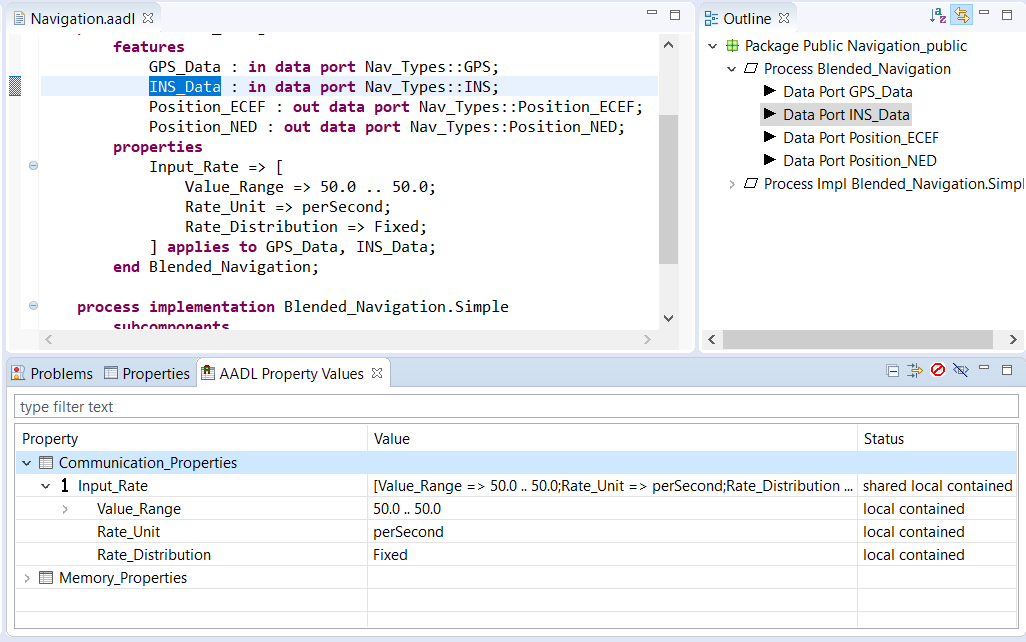 Navigation.aadl
features
GPS_Data : in data port Nav_Types::GPS;
INS_Data : in data port Nav_Types::INS;
Position_ECEF : out data port Nav_Types::Position_ECEF;
Position_NED : out data port Nav_Types::Position_NED;
properties
Input_Rate => [
Value_Range => 50.0 .. 50.0;
Rate_Unit => perSecond;
Rate_Distribution => Fixed;
] applies to GPS_Data, INS_Data;
end Blended_Navigation;
process implementation Blended_Navigation.Simple
subcomponents
Outline
Package Public Navigation_public
Process Blended_Navigation
Data Port GPS_Data
Data Port INS_Data
Data Port Position_ECEF
Data Port Position_NED
Process Impl Blended_Navigation.Simpl
Problems Properties AADL Property Values
type filter text
Property Value Status
Communication_Properties
1 Input_Rate [Value_Range => 50.0 .. 50.0;Rate_Unit => perSecond;Rate_Distribution ... shared local contained
Value_Range 50.0 .. 50.0 local contained
Rate_Unit perSecond local contained
Rate_Distribution Fixed local contained
Memory_Properties